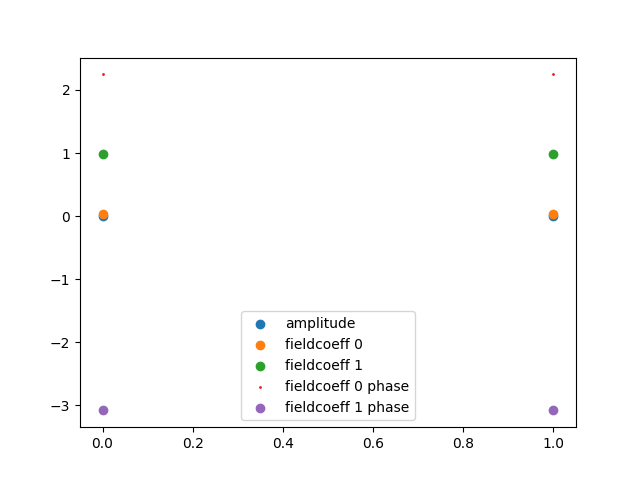 2
1
0
−1
−2
−3
amplitude
fieldcoeff 0
fieldcoeff 1
fieldcoeff 0 phase
fieldcoeff 1 phase
0.0 0.2 0.4 0.6 0.8 1.0